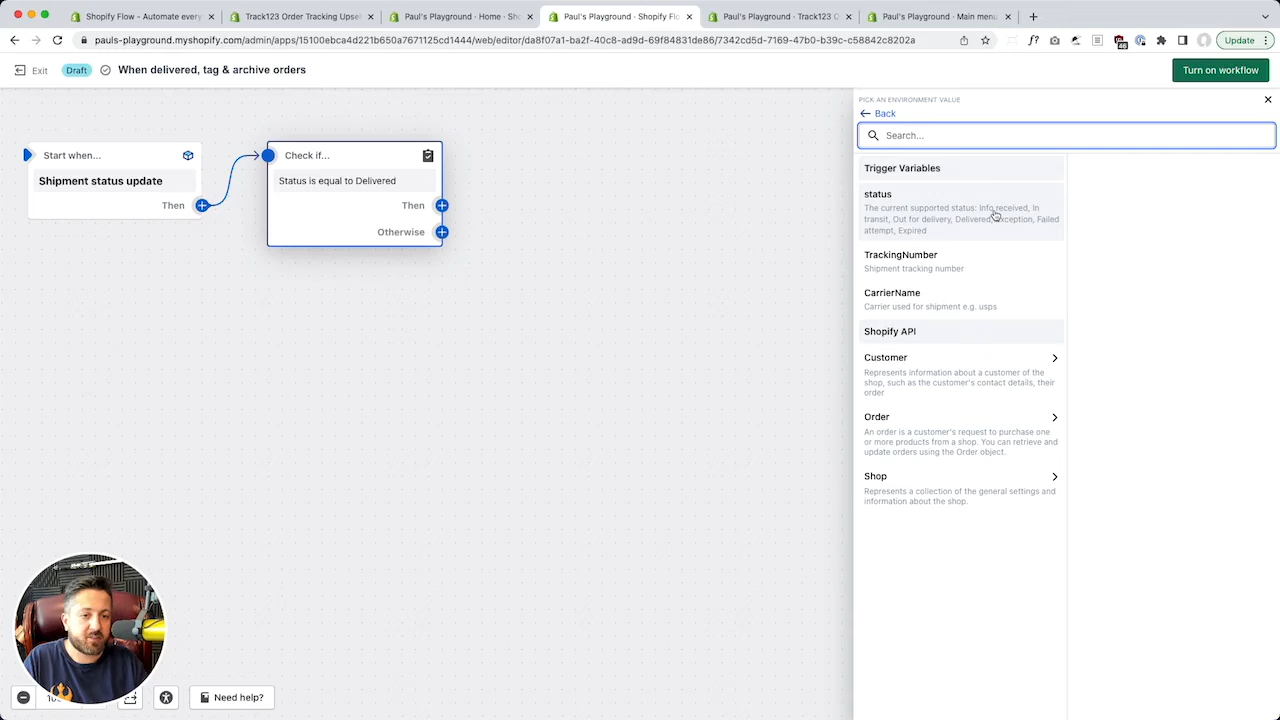 Shopify Flow - Automate every
Track123 Order Tracking Upsel
Paul's Playground · Home · Sho
Paul's Playground · Shopify Flo
Paul's Playground · Track123 O
Paul's Playground · Main menu
pauls-playground.myshopify.com/admin/apps/15100ebca4d221b650a7671125cd1444/web/editor/da8f07a1-ba2f-40c8-ad9d-69f84831de86/7342cd5d-7169-47b0-b39c-c58842c8202a
46
Update
Exit
Draft
When delivered, tag & archive orders
Turn on workflow
PICK AN ENVIRONMENT VALUE
Back
Search...
Start when...
Shipment status update
Then
Check if...
Status is equal to Delivered
Then
Otherwise
Trigger Variables
status
The current supported status: Info received, In
transit, Out for delivery, Delivered, Exception, Failed
attempt, Expired
TrackingNumber
Shipment tracking number
CarrierName
Carrier used for shipment e.g. usps
Shopify API
Customer
Represents information about a customer of the
shop, such as the customer's contact details, their
order
Order
An order is a customer's request to purchase one
or more products from a shop. You can retrieve and
update orders using the Order object.
Shop
Represents a collection of the general settings and
information about the shop.
Need help?